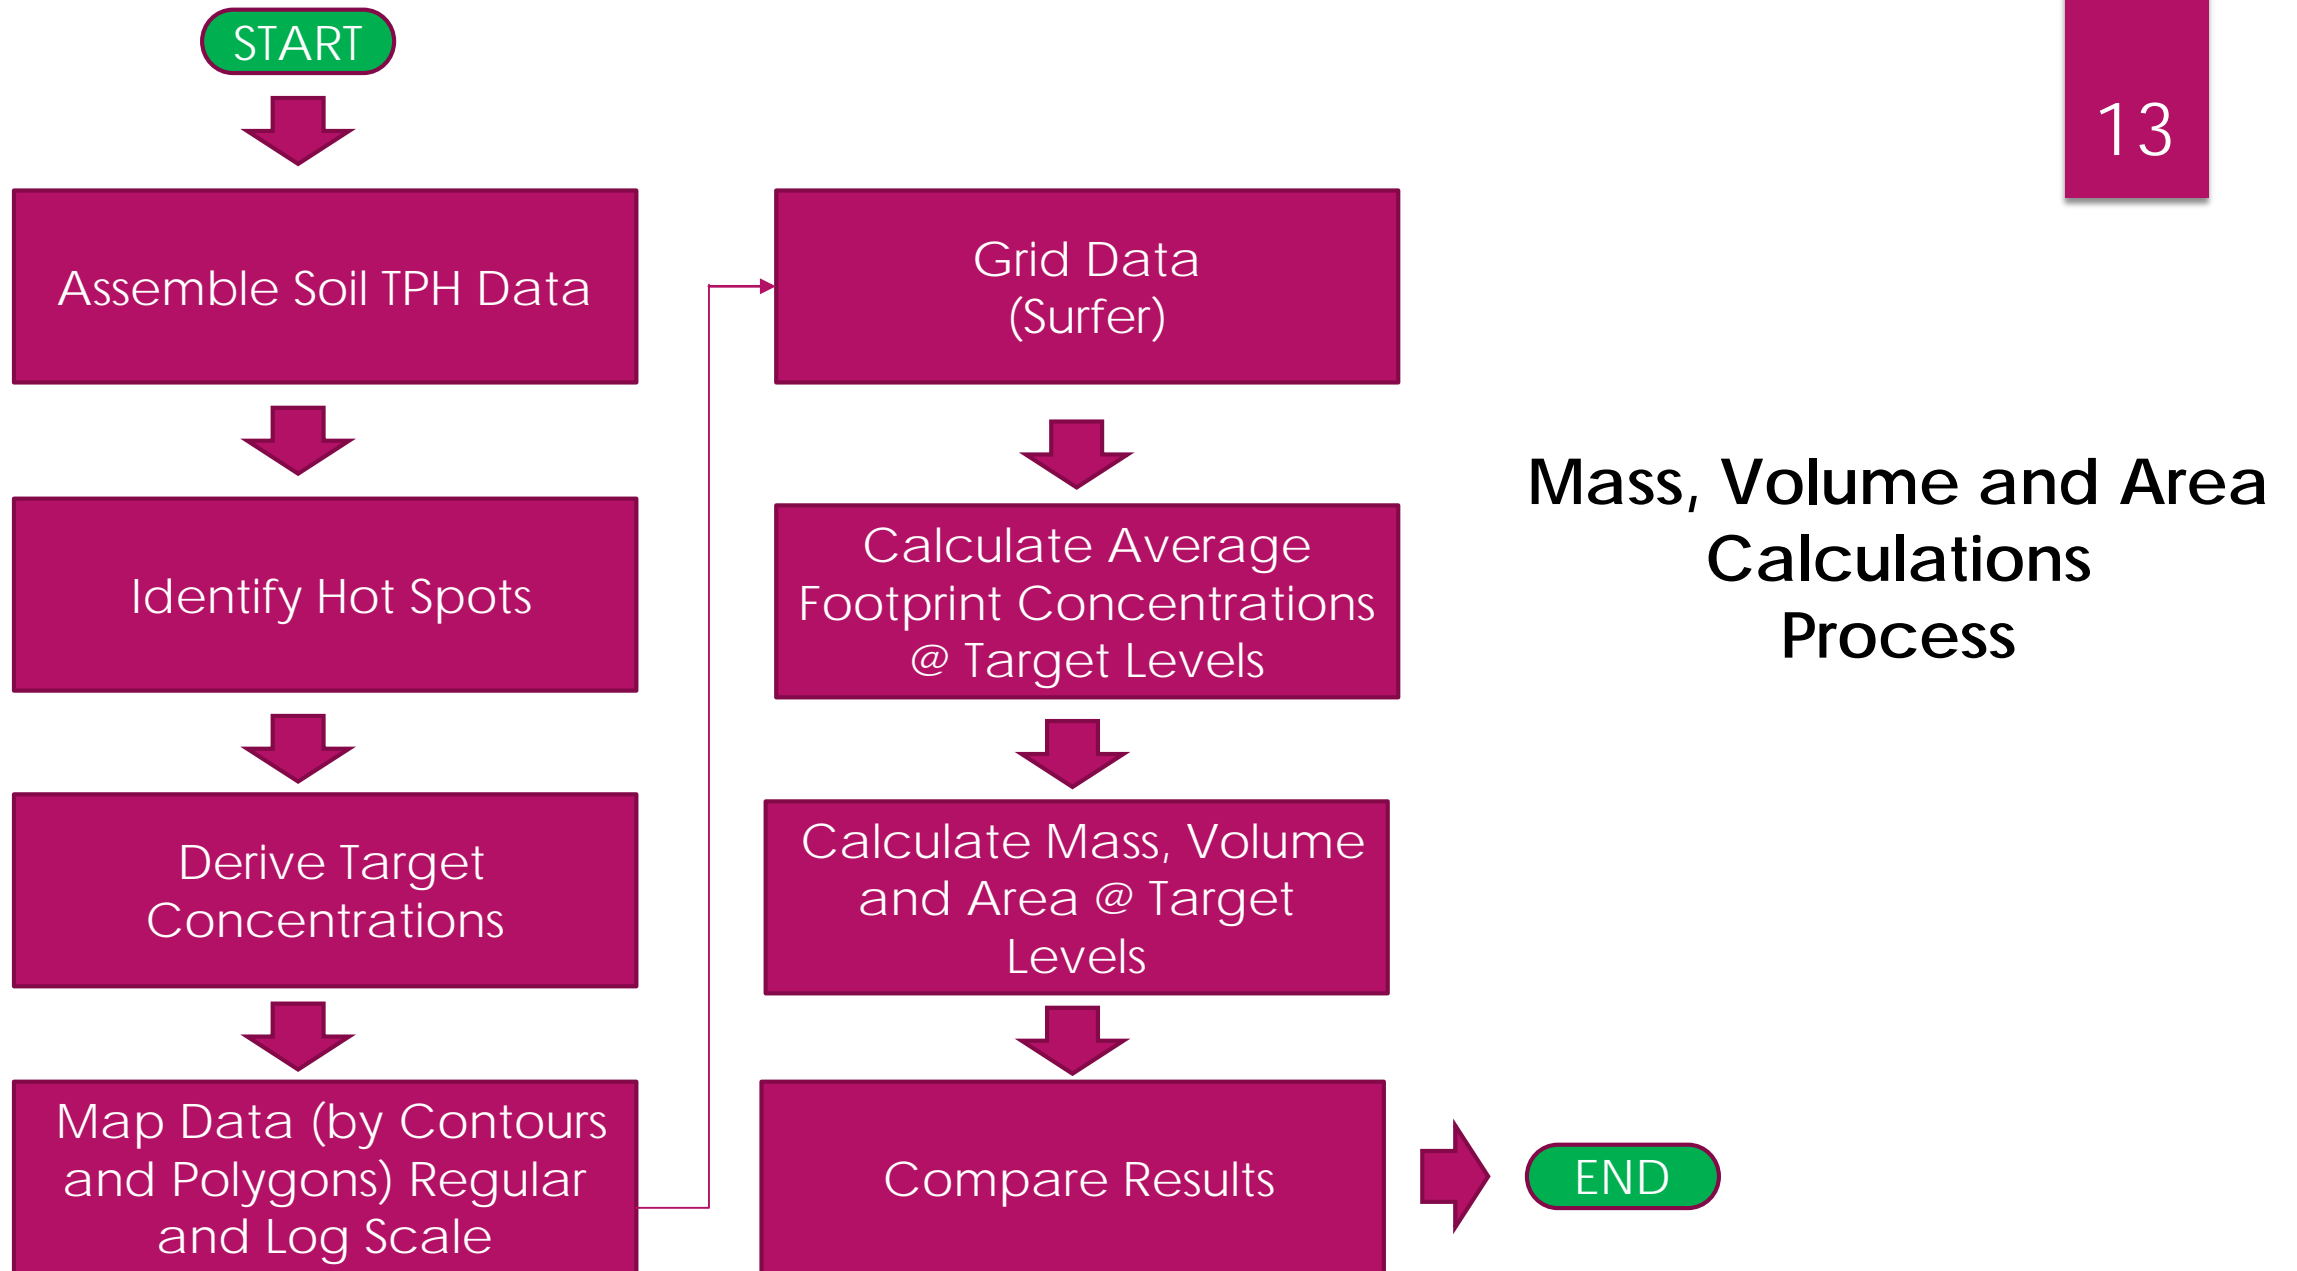 START
Assemble Soil TPH Data
Identify Hot Spots
Derive Target
Concentrations
Map Data (by Contours
and Polygons) Regular
and Log Scale
Grid Data
(Surfer)
Calculate Average
Footprint Concentrations
@ Target Levels
Calculate Mass, Volume
and Area @ Target
Levels
Compare Results
END
13
Mass, Volume and Area
Calculations
Process